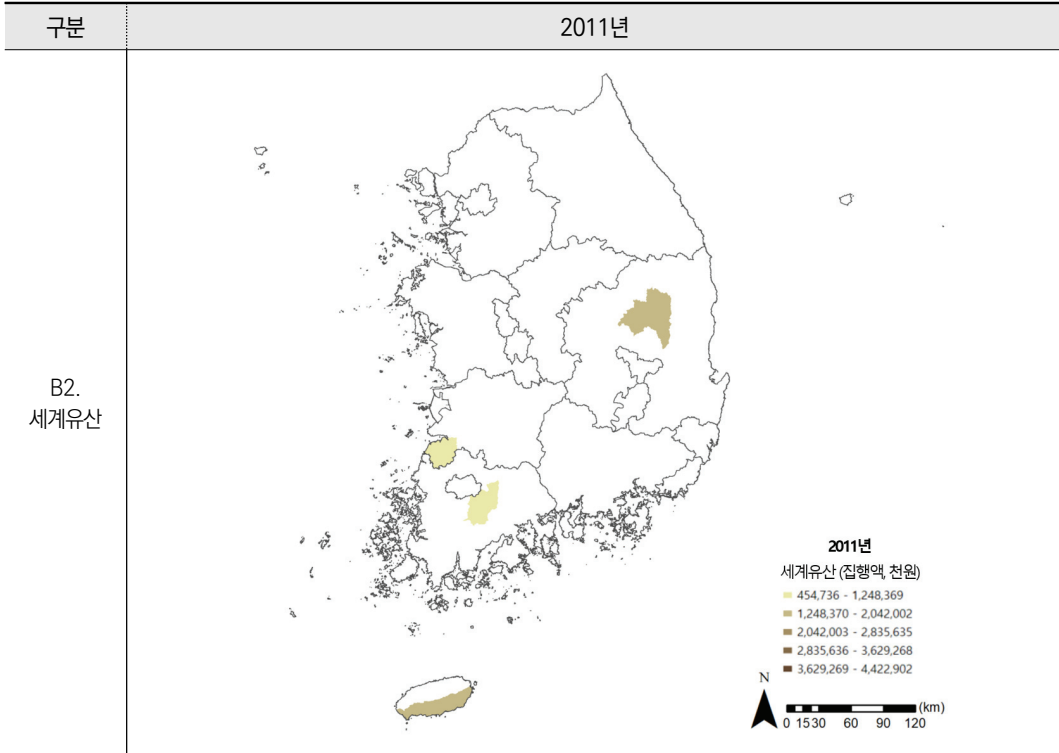 구분
2011년
B2.
세계유산
2011년
세계유산 (집행액, 천원)
454,736 - 1,248,369
1,248,370 - 2,042,002
2,042,003 - 2,835,635
2,835,636 - 3,629,268
3,629,269 - 4,422,902
N
(km)
0 15 30 60 90 120